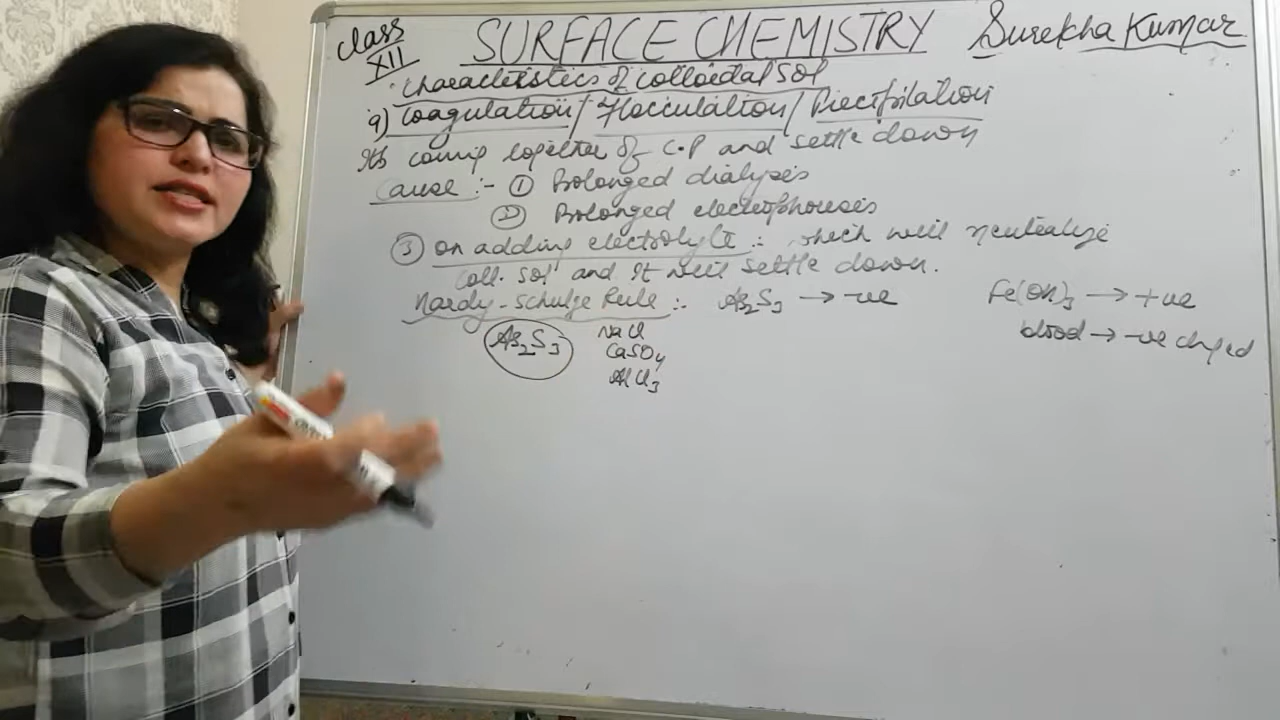 Class XII
SURFACE CHEMISTRY
Surekha Kumar
Characteristics of colloidal sol
9) Coagulation / Flocculation / Precipitation
Its coming together of C.P and settle down
Cause :- ① Prolonged dialysis
② Prolonged electrophoresis
③ On adding electrolyte :- which will neutralize
coll. sol and it will settle down.
Hardy-Schulze Rule :- As₂S₃ → -ve
Fe(OH)₃ → +ve
blood → -ve charged
As₂S₃
NaCl
CaSO₄
AlCl₃